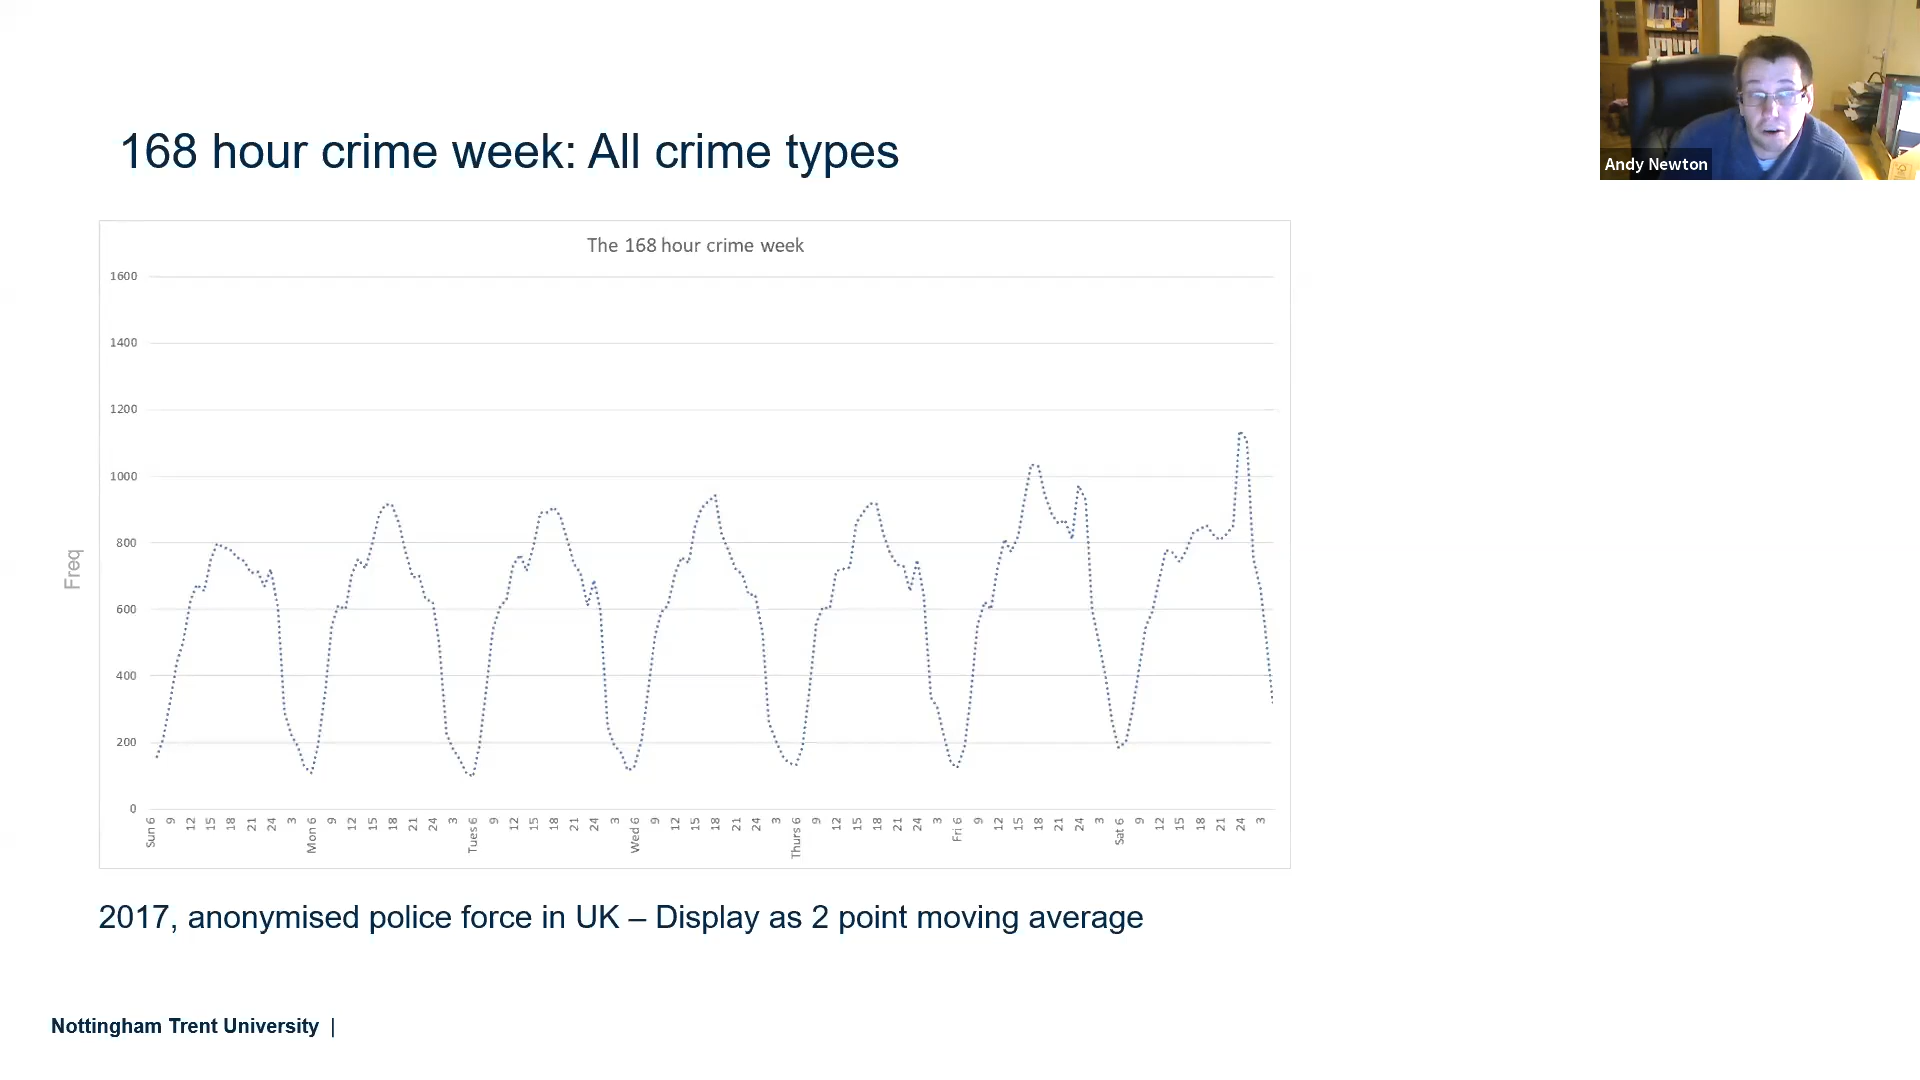 168 hour crime week: All crime types
Andy Newton
The 168 hour crime week
1600
1400
1200
1000
800
600
400
200
0
Freq
Sun 6 9 12 15 18 21 24 3 Mon 6 9 12 15 18 21 24 3 Tues 6 9 12 15 18 21 24 3 Wed 6 9 12 15 18 21 24 3 Thurs 6 9 12 15 18 21 24 3 Fri 6 9 12 15 18 21 24 3 Sat 6 9 12 15 18 21 24 3
2017, anonymised police force in UK – Display as 2 point moving average
Nottingham Trent University |